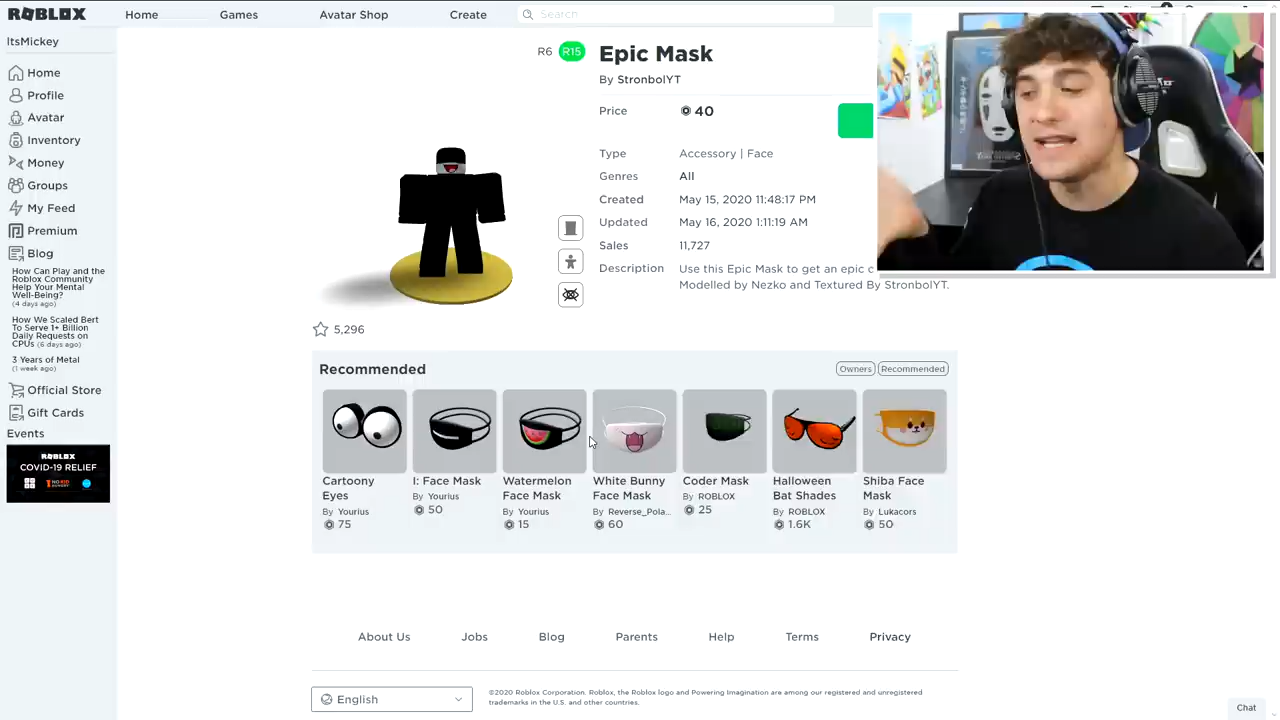 ROBLOX
Home
Games
Avatar Shop
Create
Search
ItsMickey
Home
Profile
Avatar
Inventory
Money
Groups
My Feed
Premium
Blog
How Can Play and the
Roblox Community
Help Your Mental
Well-Being?
(4 days ago)
How We Scaled Bert
To Serve 1+ Billion
Daily Requests on
CPUs (6 days ago)
3 Years of Metal
(1 week ago)
Official Store
Gift Cards
Events
ROBLOX
COVID-19 RELIEF
R6 R15
Epic Mask
By StronbolYT
Price 40
Type Accessory | Face
Genres All
Created May 15, 2020 11:48:17 PM
Updated May 16, 2020 1:11:19 AM
Sales 11,727
Description Use this Epic Mask to get an epic c
Modelled by Nezko and Textured By StronbolYT.
5,296
Recommended
Owners Recommended
Cartoony
Eyes
By Yourius
75
I: Face Mask
By Yourius
50
Watermelon
Face Mask
By Yourius
15
White Bunny
Face Mask
By Reverse_Pola...
60
Coder Mask
By ROBLOX
25
Halloween
Bat Shades
By ROBLOX
1.6K
Shiba Face
Mask
By Lukacors
50
About Us
Jobs
Blog
Parents
Help
Terms
Privacy
English
©2020 Roblox Corporation. Roblox, the Roblox logo and Powering Imagination are among our registered and unregistered
trademarks in the U.S. and other countries.
Chat